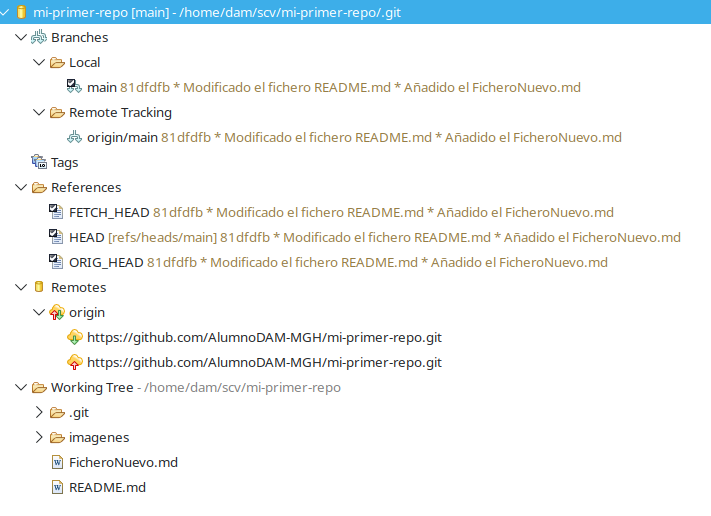 mi-primer-repo [main] - /home/dam/scv/mi-primer-repo/.git
Branches
Local
main 81dfdfb * Modificado el fichero README.md * Añadido el FicheroNuevo.md
Remote Tracking
origin/main 81dfdfb * Modificado el fichero README.md * Añadido el FicheroNuevo.md
Tags
References
FETCH_HEAD 81dfdfb * Modificado el fichero README.md * Añadido el FicheroNuevo.md
HEAD [refs/heads/main] 81dfdfb * Modificado el fichero README.md * Añadido el FicheroNuevo.md
ORIG_HEAD 81dfdfb * Modificado el fichero README.md * Añadido el FicheroNuevo.md
Remotes
origin
https://github.com/AlumnoDAM-MGH/mi-primer-repo.git
https://github.com/AlumnoDAM-MGH/mi-primer-repo.git
Working Tree - /home/dam/scv/mi-primer-repo
.git
imagenes
FicheroNuevo.md
README.md